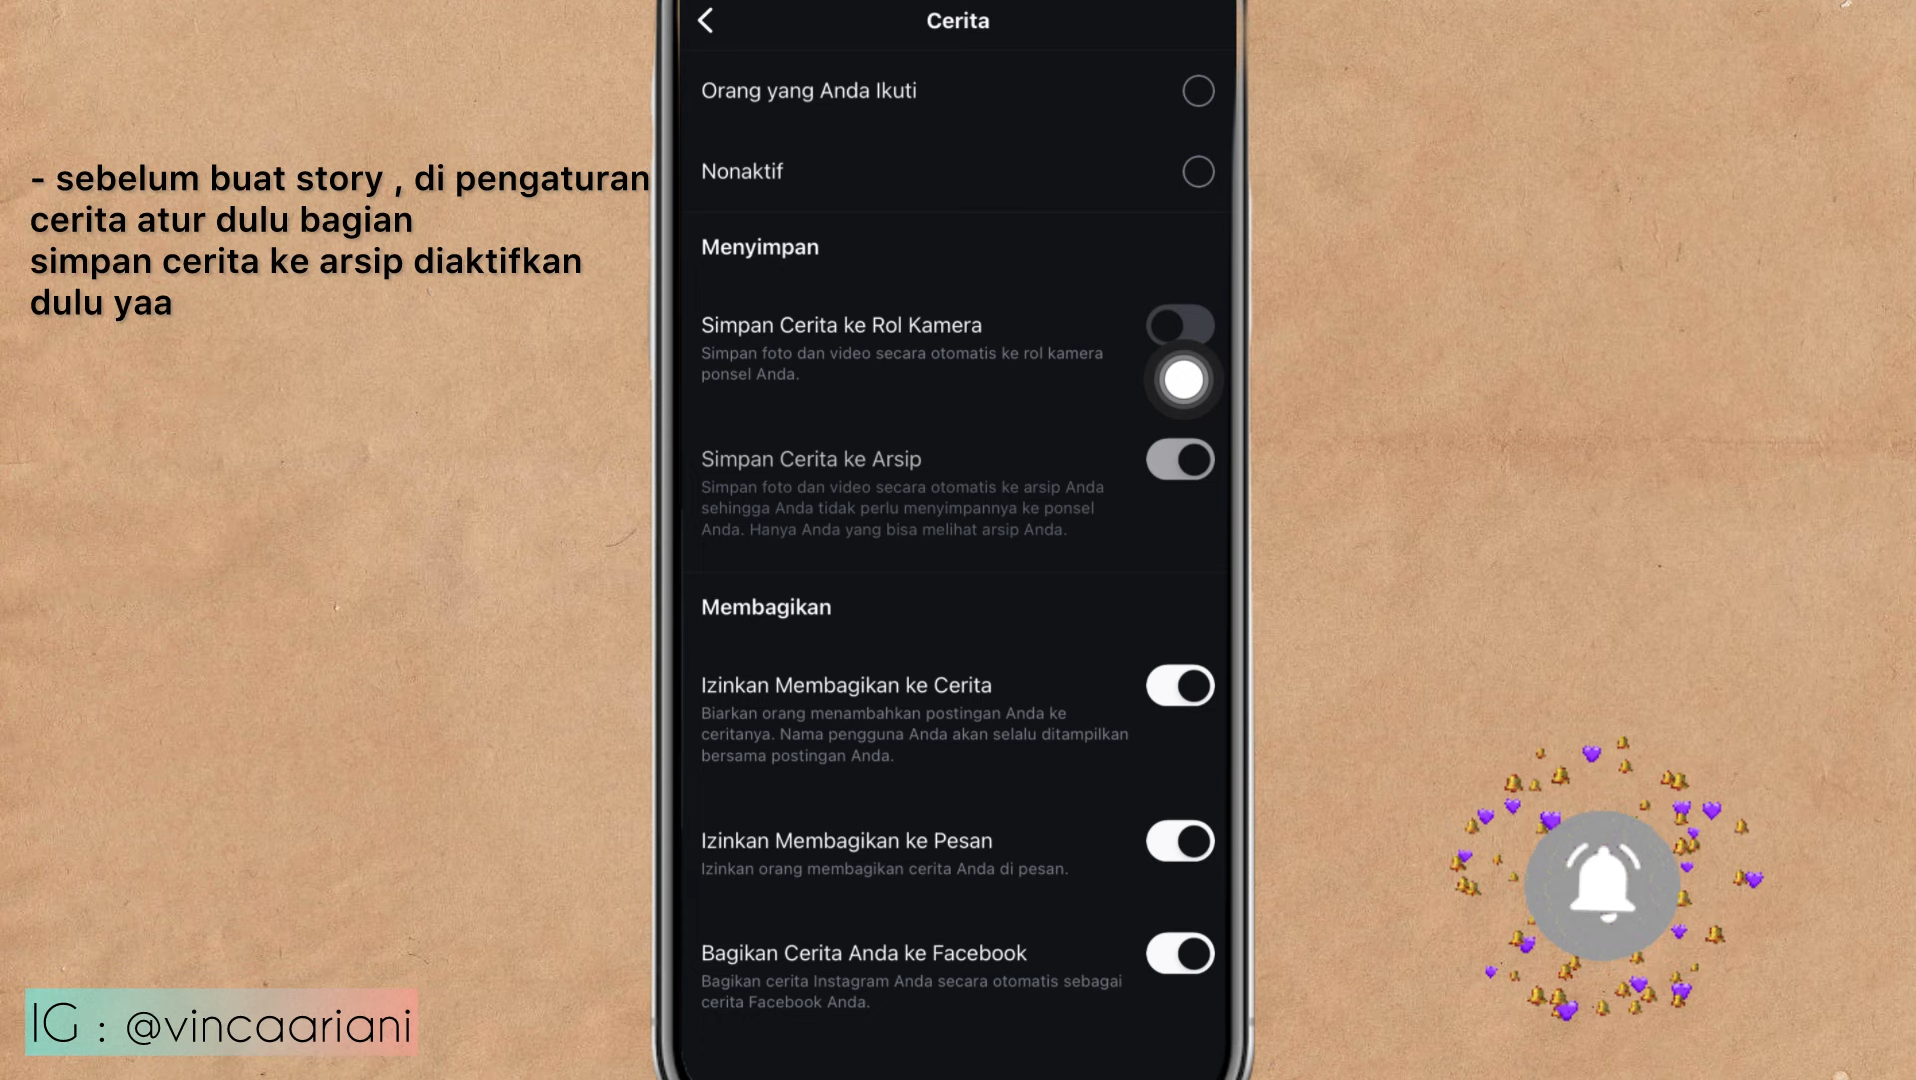 Cerita
Orang yang Anda Ikuti
Nonaktif
- sebelum buat story , di pengaturan
cerita atur dulu bagian
simpan cerita ke arsip diaktifkan
dulu yaa
Menyimpan
Simpan Cerita ke Rol Kamera
Simpan foto dan video secara otomatis ke rol kamera
ponsel Anda.
Simpan Cerita ke Arsip
Simpan foto dan video secara otomatis ke arsip Anda
sehingga Anda tidak perlu menyimpannya ke ponsel
Anda. Hanya Anda yang bisa melihat arsip Anda.
Membagikan
Izinkan Membagikan ke Cerita
Biarkan orang menambahkan postingan Anda ke
ceritanya. Nama pengguna Anda akan selalu ditampilkan
bersama postingan Anda.
Izinkan Membagikan ke Pesan
Izinkan orang membagikan cerita Anda di pesan.
Bagikan Cerita Anda ke Facebook
Bagikan cerita Instagram Anda secara otomatis sebagai
cerita Facebook Anda.
IG : @vincaariani